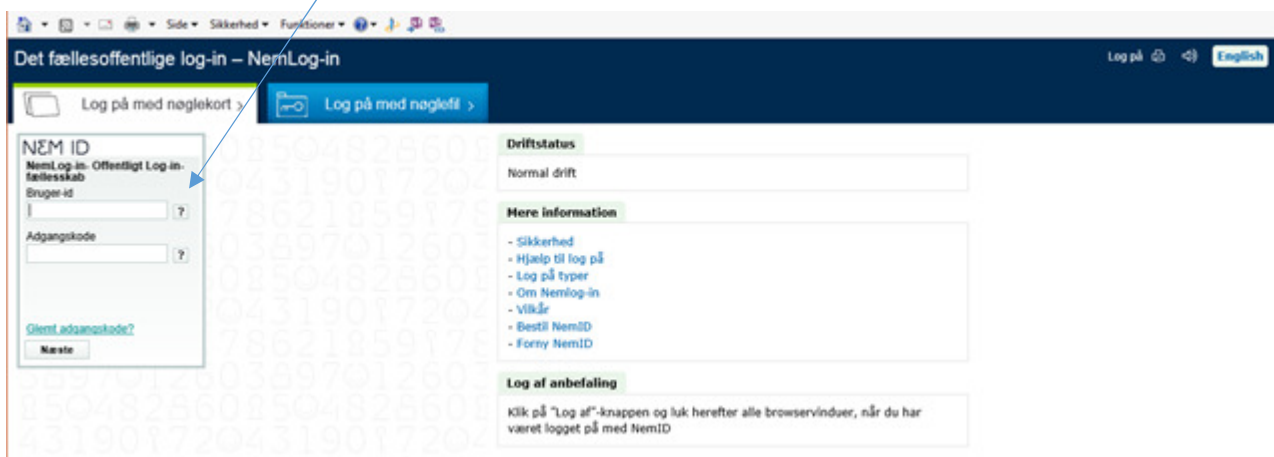 Side Sikkerhed Funktioner
Det fællesoffentlige log-in – NemLog-in
Log på English
Log på med nøglekort > Log på med nøglefil >
NEM ID
NemLog-in- Offentligt Log-in-
fællesskab
Bruger-id
?
Adgangskode
?
Glemt adgangskode?
Næste
Driftstatus
Normal drift
Mere information
- Sikkerhed
- Hjælp til log på
- Log på typer
- Om Nemlog-in
- Vilkår
- Bestil NemID
- Forny NemID
Log af anbefaling
Klik på "Log af"-knappen og luk herefter alle browservinduer, når du har
været logget på med NemID